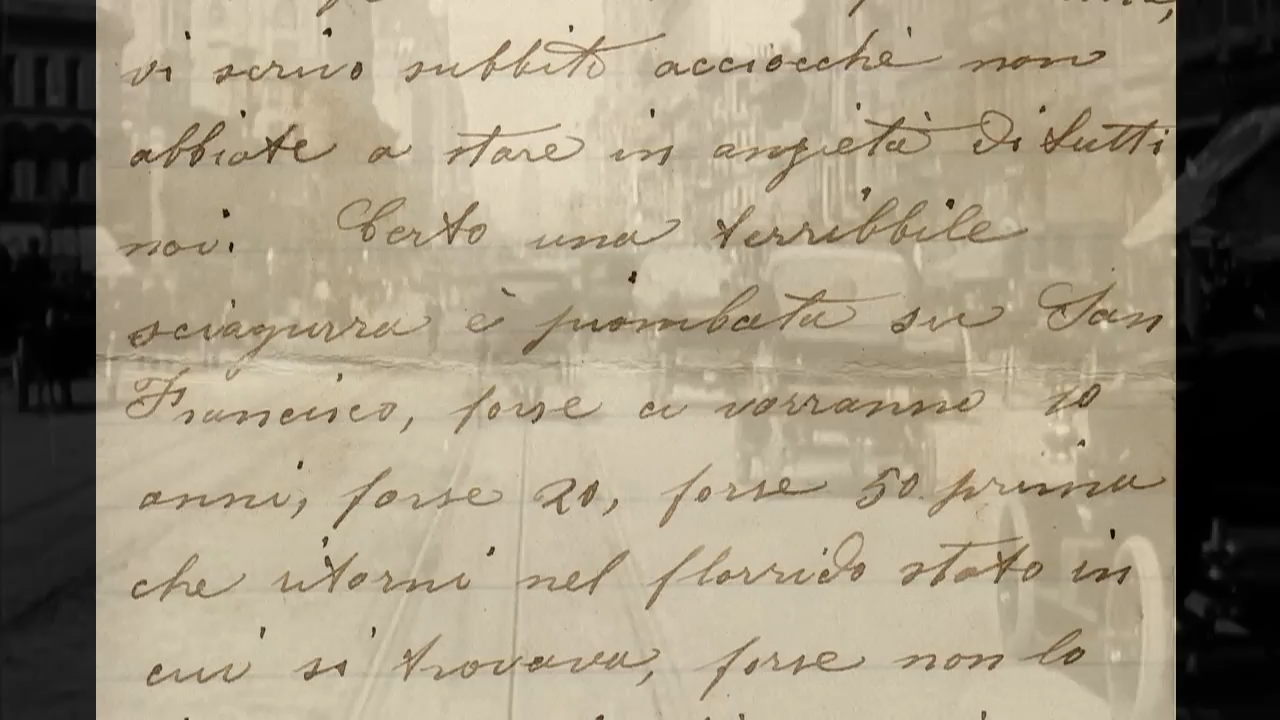 vi scrivo subbito acciocchè non
abbiate a stare in angietà di tutti
noi. Certo una terribbile
sciagurra è piombata su San
Francisco, forse ci vorranno 10
anni, forse 20, forse 50 prima
che ritorni nel florrido stato in
cui si trovava, forse non lo